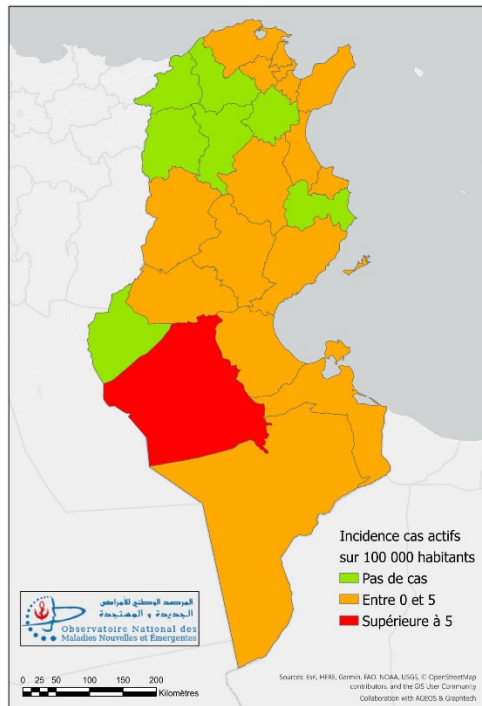 Incidence cas actifs
sur 100 000 habitants
Pas de cas
Entre 0 et 5
Supérieure à 5
المرصد الوطني للأمراض
الجديدة و المستجدة
Observatoire National des
Maladies Nouvelles et Émergentes
0 25 50 100 150 200
Kilomètres
Sources: Esri, HERE, Garmin, FAO, NOAA, USGS, © OpenStreetMap
contributors, and the GIS User Community
Collaboration with AGEOS & Graphtech